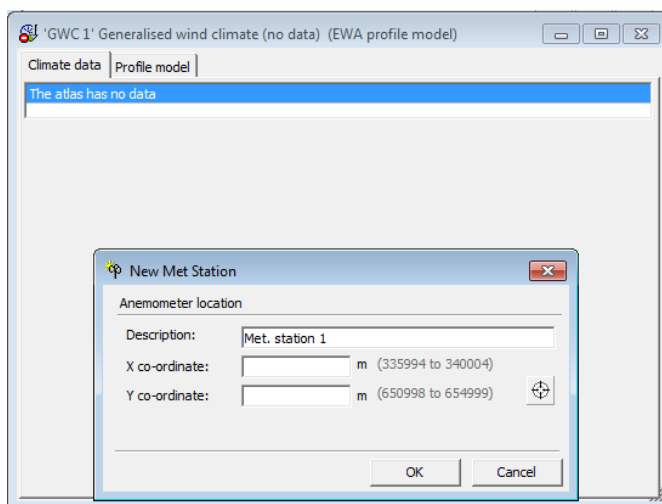 'GWC 1' Generalised wind climate (no data) (EWA profile model)
Climate data Profile model
The atlas has no data
New Met Station
Anemometer location
Description: Met. station 1
X co-ordinate: m (335994 to 340004)
Y co-ordinate: m (650998 to 654999)
OK Cancel